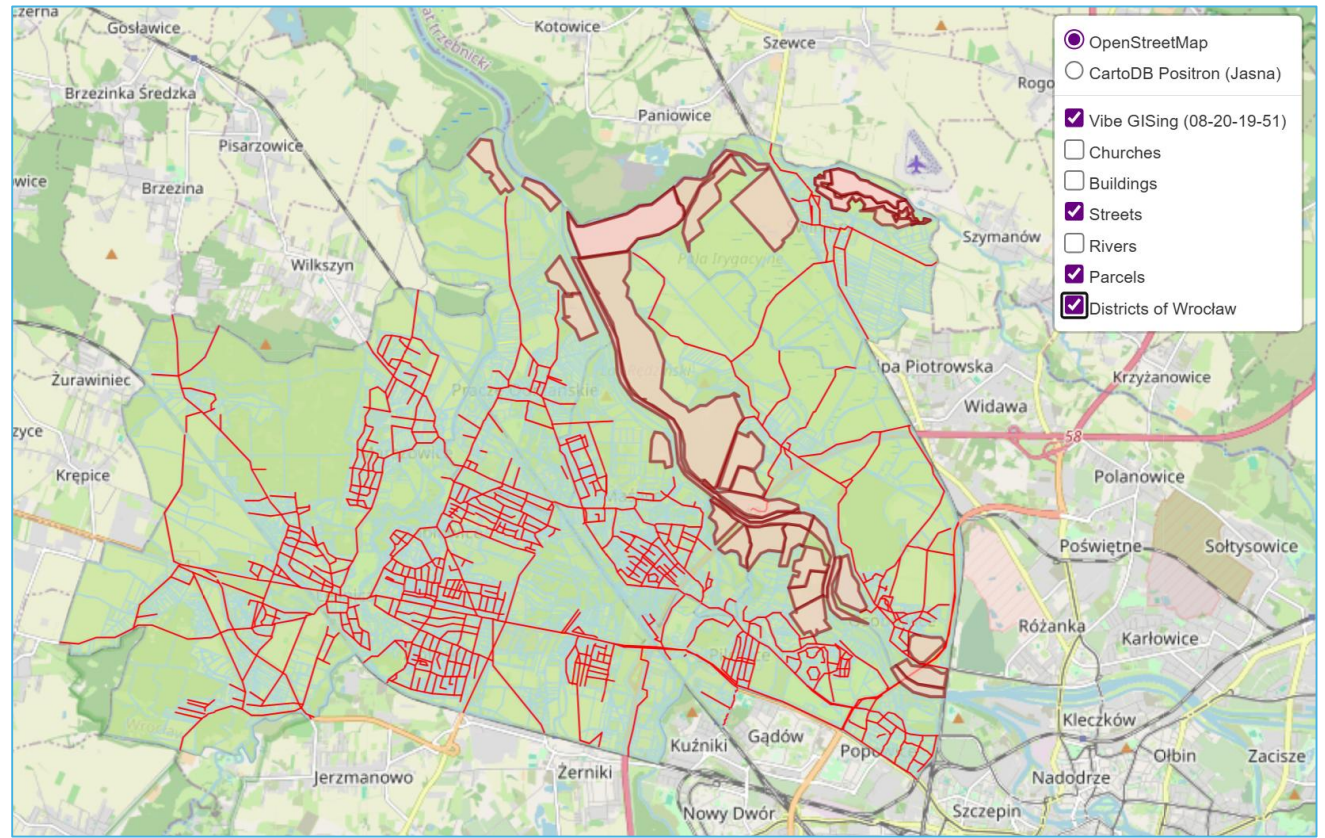 Gosławice
Kotowice
Szewce
Rogo
Brzezinka Średzka
Paniowice
Pisarzowice
Brzezina
wice
Szymanów
Pola Irygacyjne
Wilkszyn
Lipa Piotrowska
Żurawiniec
Krzyżanowice
Widawa
zyce
58
Krępice
Polanowice
Poświętne
Sołtysowice
Różanka
Karłowice
Kleczków
Kuźniki
Gądów
Ołbin
Zacisze
Jerzmanowo
Żerniki
Nadodrze
Nowy Dwór
Szczepin
OpenStreetMap
CartoDB Positron (Jasna)
Vibe GISing (08-20-19-51)
Churches
Buildings
Streets
Rivers
Parcels
Districts of Wrocław